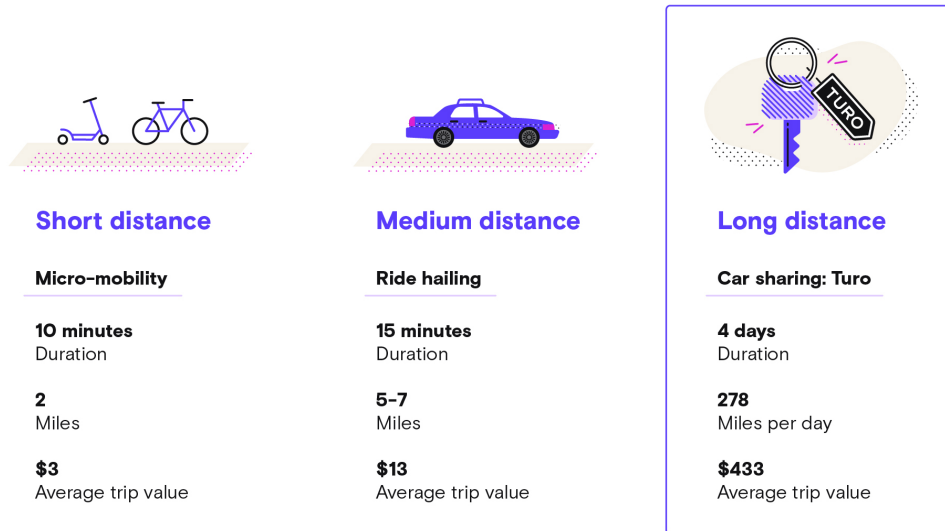 TURO
Short distance
Micro-mobility
10 minutes
Duration
2
Miles
$3
Average trip value
Medium distance
Ride hailing
15 minutes
Duration
5-7
Miles
$13
Average trip value
Long distance
Car sharing: Turo
4 days
Duration
278
Miles per day
$433
Average trip value